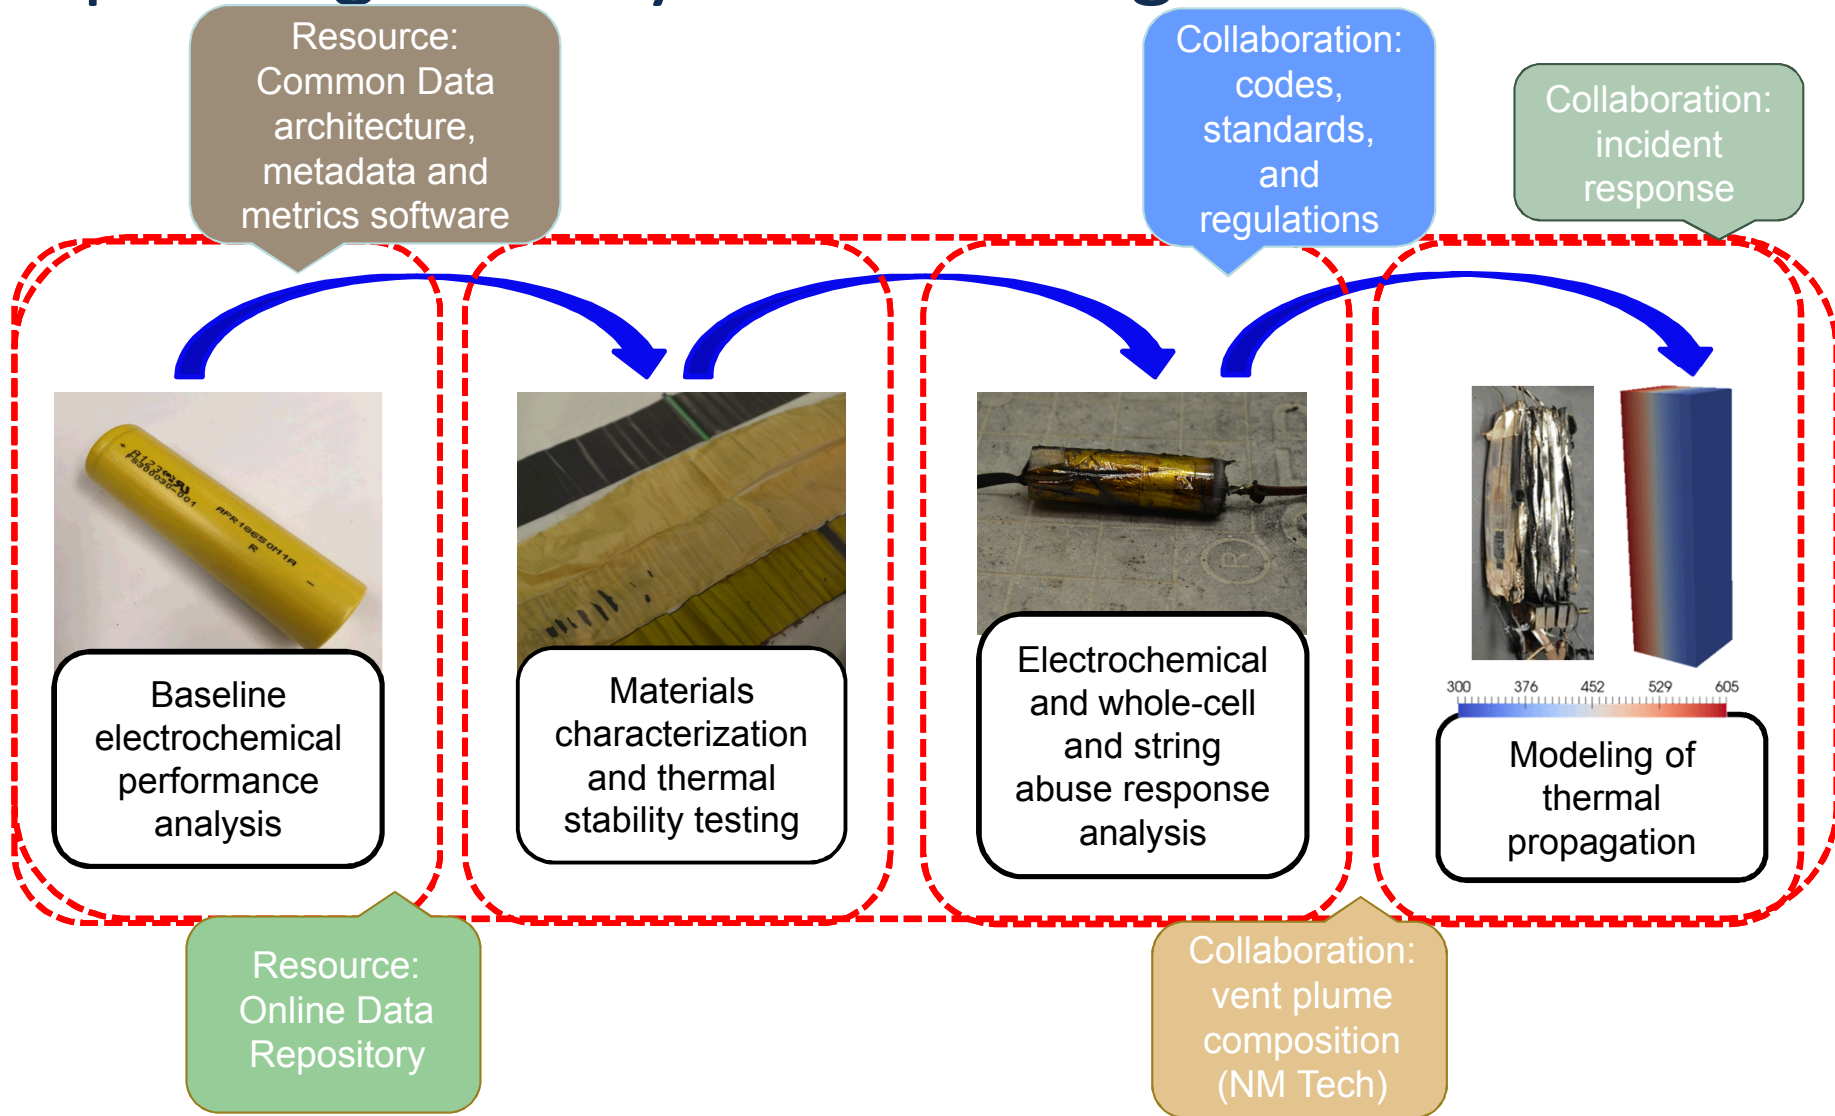 Resource:
Common Data
architecture,
metadata and
metrics software
Collaboration:
codes,
standards,
and
regulations
Collaboration:
incident
response
APR18650M1A
R
Baseline
electrochemical
performance
analysis
Materials
characterization
and thermal
stability testing
Electrochemical
and whole-cell
and string
abuse response
analysis
300 376 452 529 605
Modeling of
thermal
propagation
Resource:
Online Data
Repository
Collaboration:
vent plume
composition
(NM Tech)